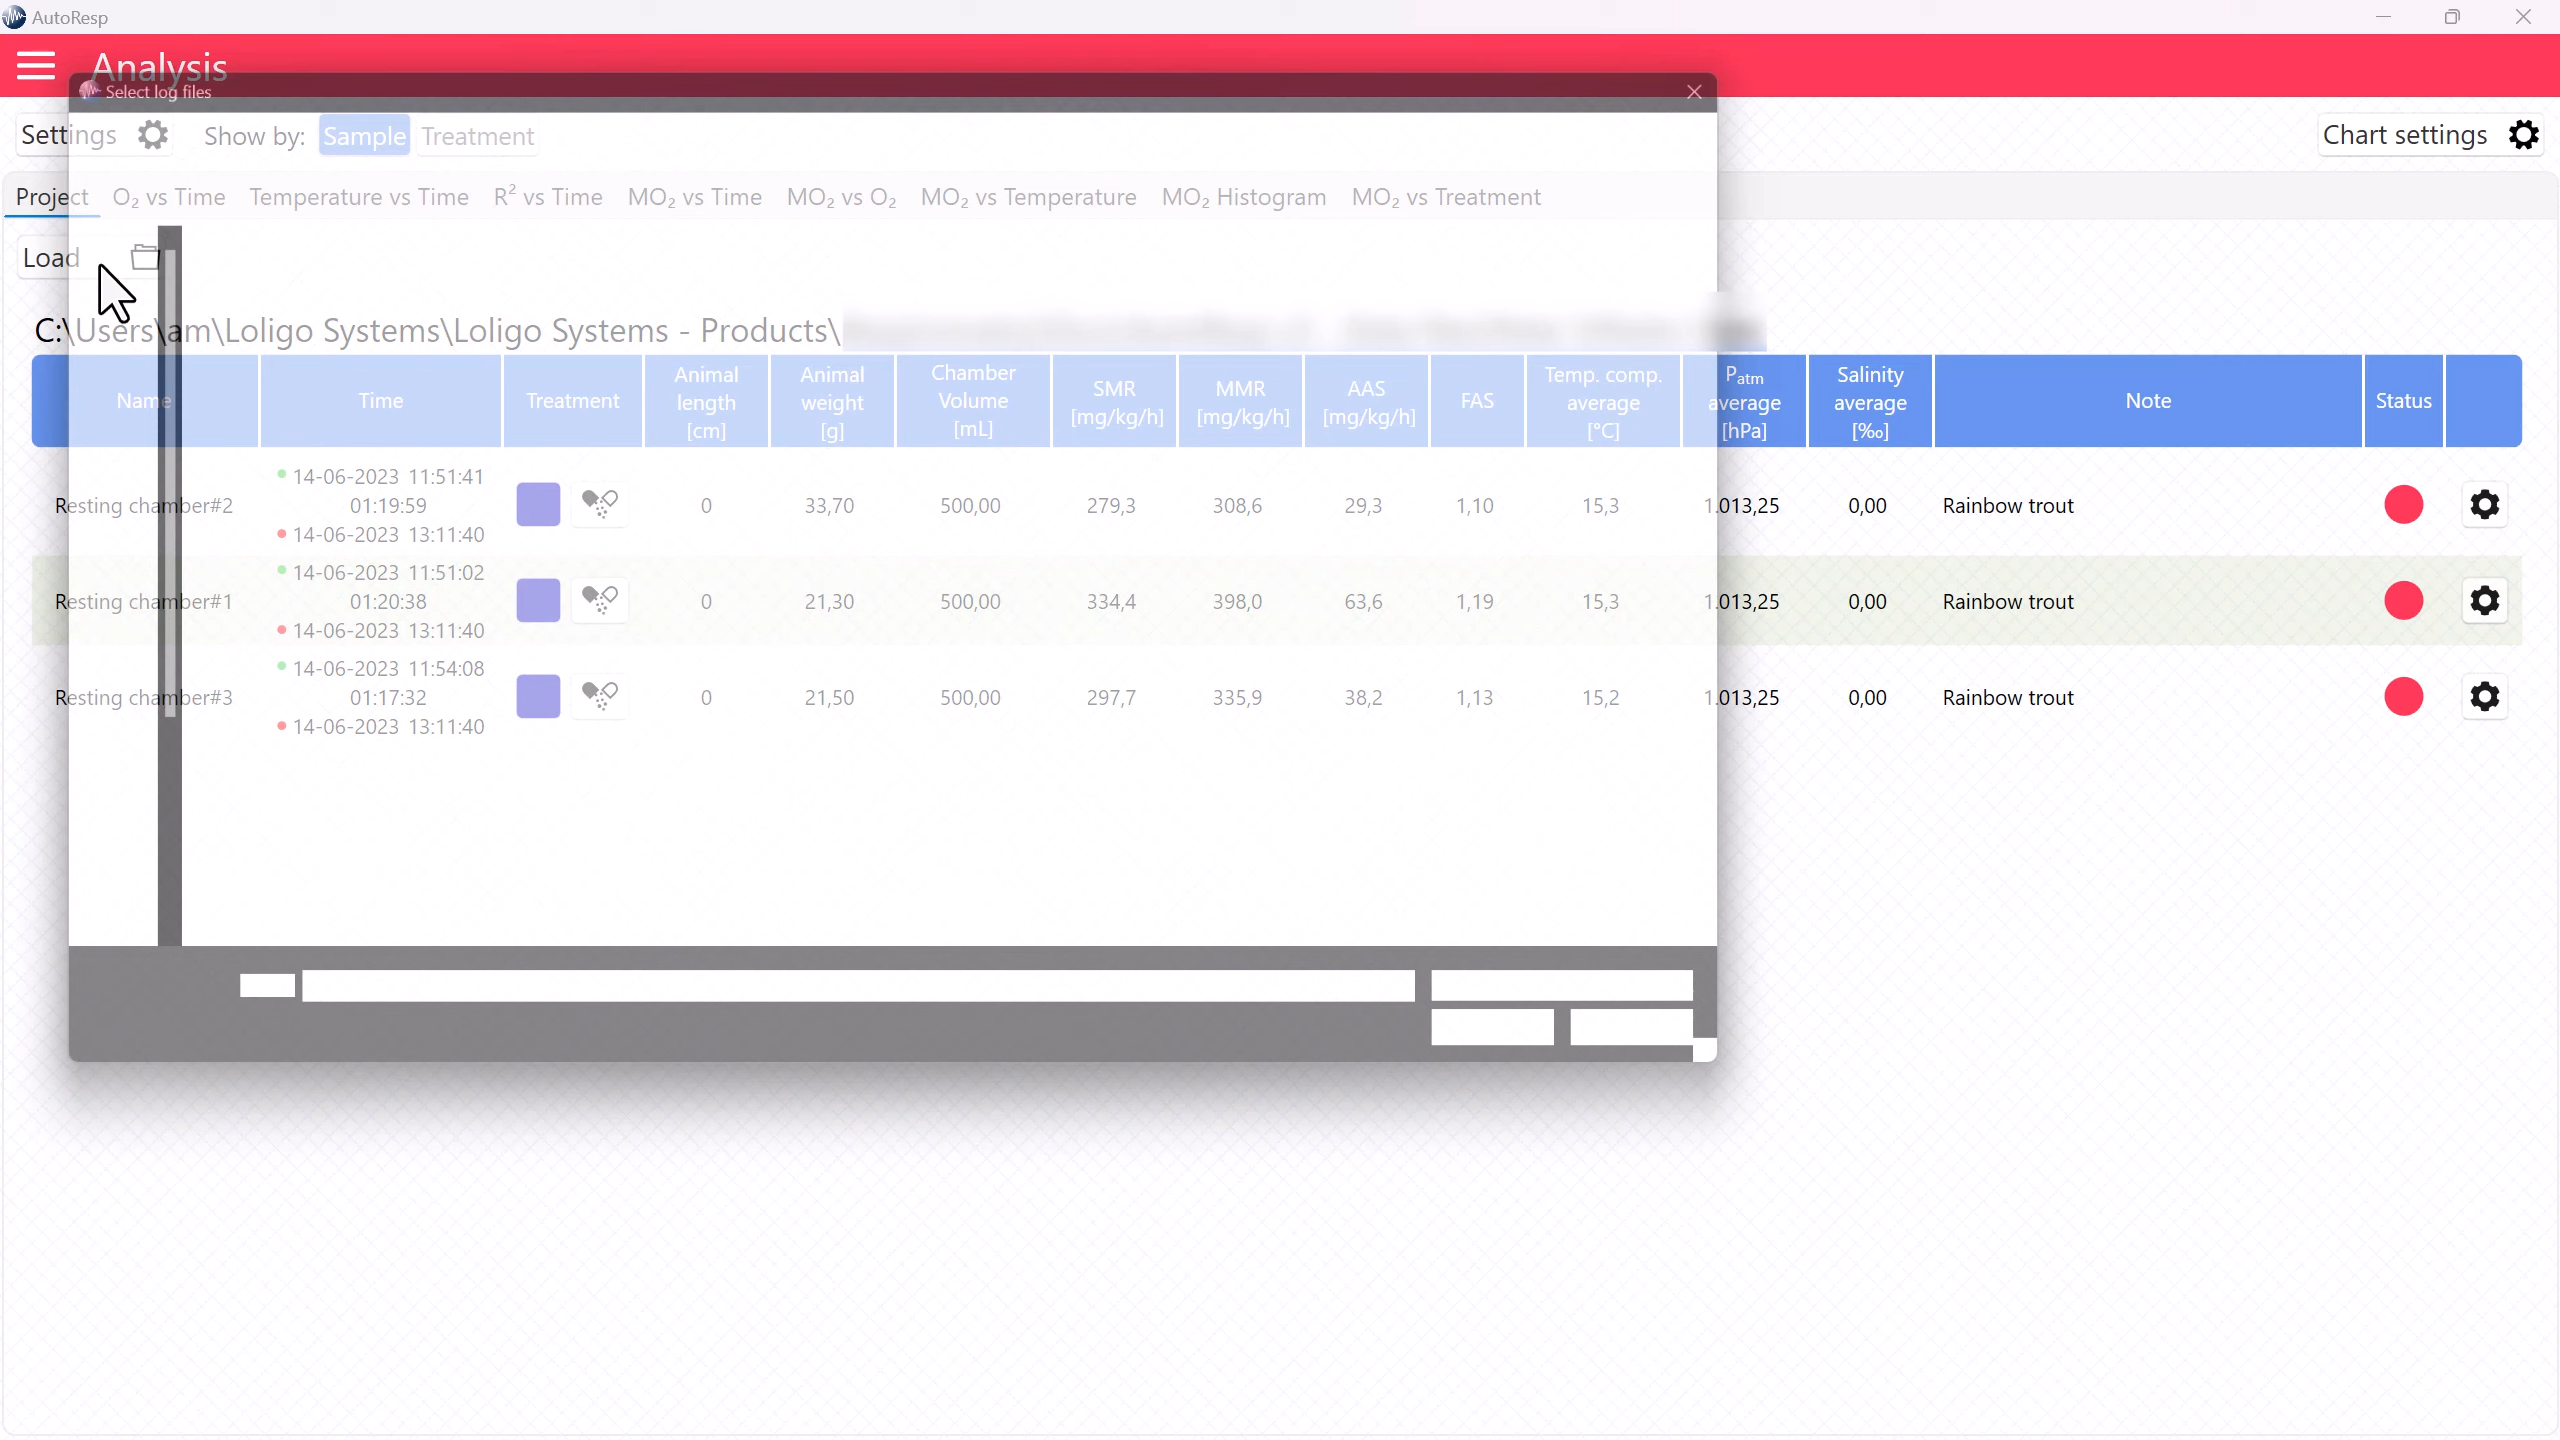 AutoResp
Analysis
Select log files
Settings Show by: Sample Treatment Chart settings
Project O₂ vs Time Temperature vs Time R² vs Time MO₂ vs Time MO₂ vs O₂ MO₂ vs Temperature MO₂ Histogram MO₂ vs Treatment
Load
C:\Users\am\Loligo Systems\Loligo Systems - Products\
Name Time Treatment Animal length [cm] Animal weight [g] Chamber Volume [mL] SMR [mg/kg/h] MMR [mg/kg/h] AAS [mg/kg/h] FAS Temp. comp. average [°C] Patm average [hPa] Salinity average [‰] Note Status
14-06-2023 11:51:41
Resting chamber#2 01:19:59 0 33,70 500,00 279,3 308,6 29,3 1,10 15,3 1.013,25 0,00 Rainbow trout
14-06-2023 13:11:40
14-06-2023 11:51:02
Resting chamber#1 01:20:38 0 21,30 500,00 334,4 398,0 63,6 1,19 15,3 1.013,25 0,00 Rainbow trout
14-06-2023 13:11:40
14-06-2023 11:54:08
Resting chamber#3 01:17:32 0 21,50 500,00 297,7 335,9 38,2 1,13 15,2 1.013,25 0,00 Rainbow trout
14-06-2023 13:11:40